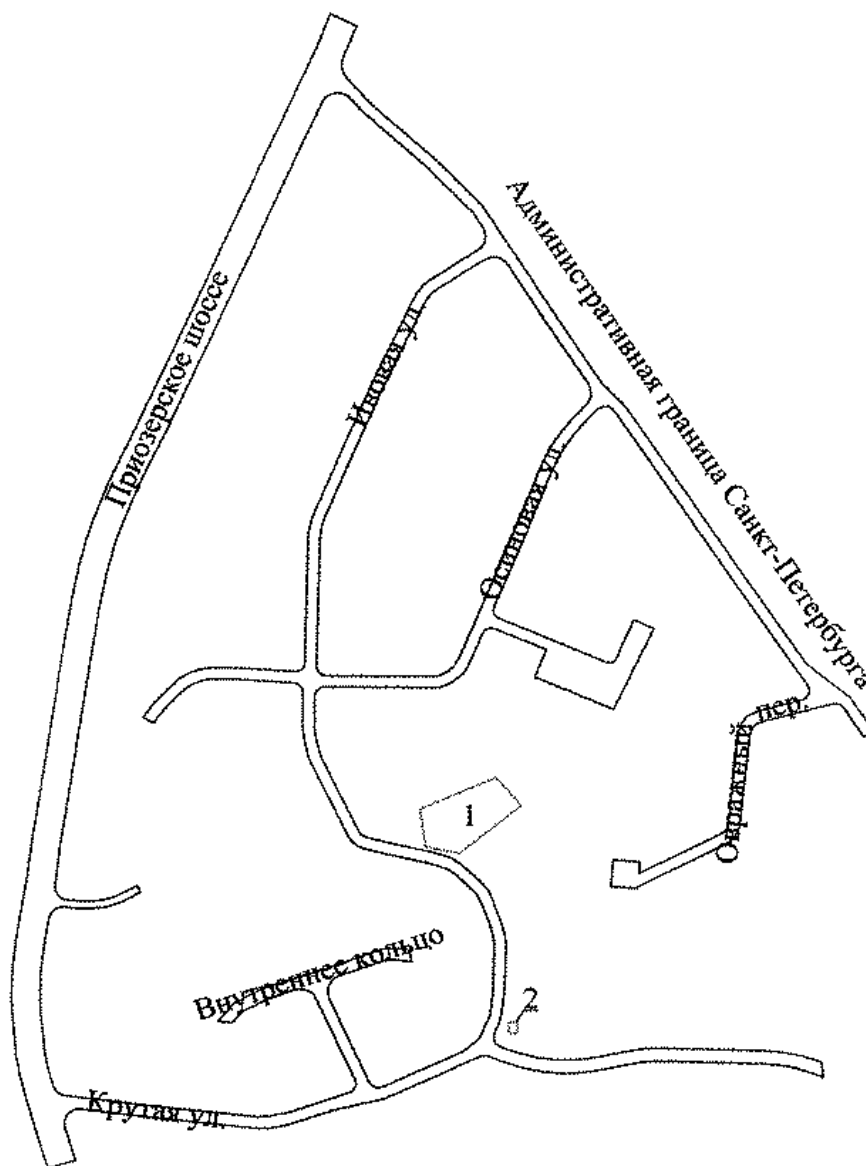 Административная граница Санкт-Петербурга
Приозерское шоссе
Ивовая ул.
Осиновая ул.
Овражный пер.
1
Внутреннее кольцо
2
Крутая ул.